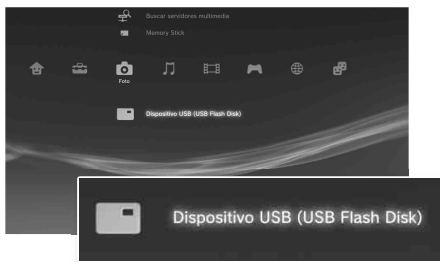 Buscar servidores multimedia
Memory Stick
Foto
Dispositivo USB (USB Flash Disk)
Dispositivo USB (USB Flash Disk)